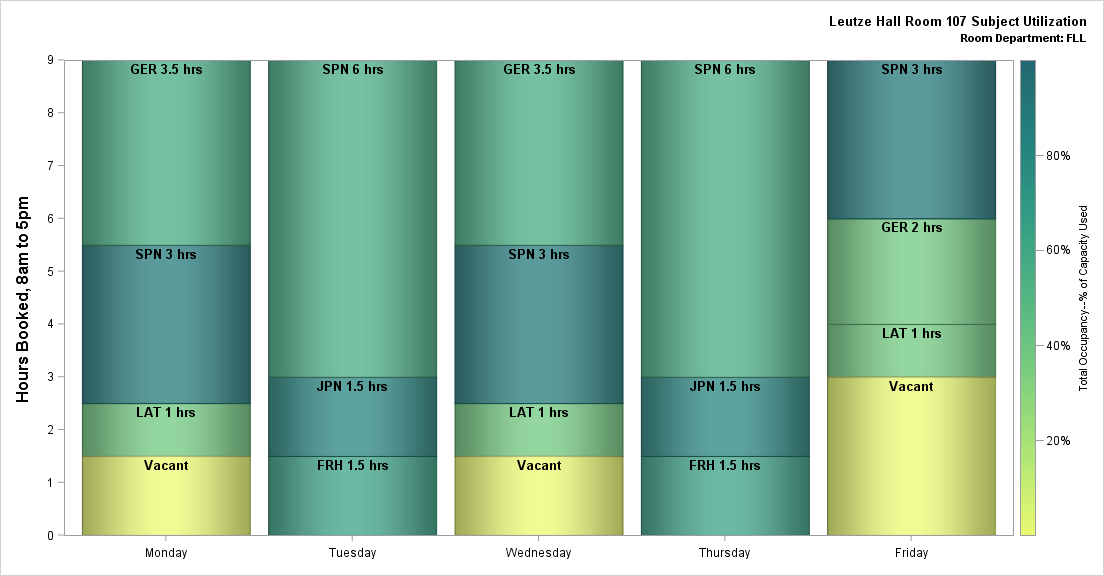 Leutze Hall Room 107 Subject Utilization
Room Department: FLL
Hours Booked, 8am to 5pm
9
8
7
6
5
4
3
2
1
0
GER 3.5 hrs
SPN 3 hrs
LAT 1 hrs
Vacant
SPN 6 hrs
JPN 1.5 hrs
FRH 1.5 hrs
GER 3.5 hrs
SPN 3 hrs
LAT 1 hrs
Vacant
SPN 6 hrs
JPN 1.5 hrs
FRH 1.5 hrs
SPN 3 hrs
GER 2 hrs
LAT 1 hrs
Vacant
Monday
Tuesday
Wednesday
Thursday
Friday
80%
60%
40%
20%
Total Occupancy--% of Capacity Used